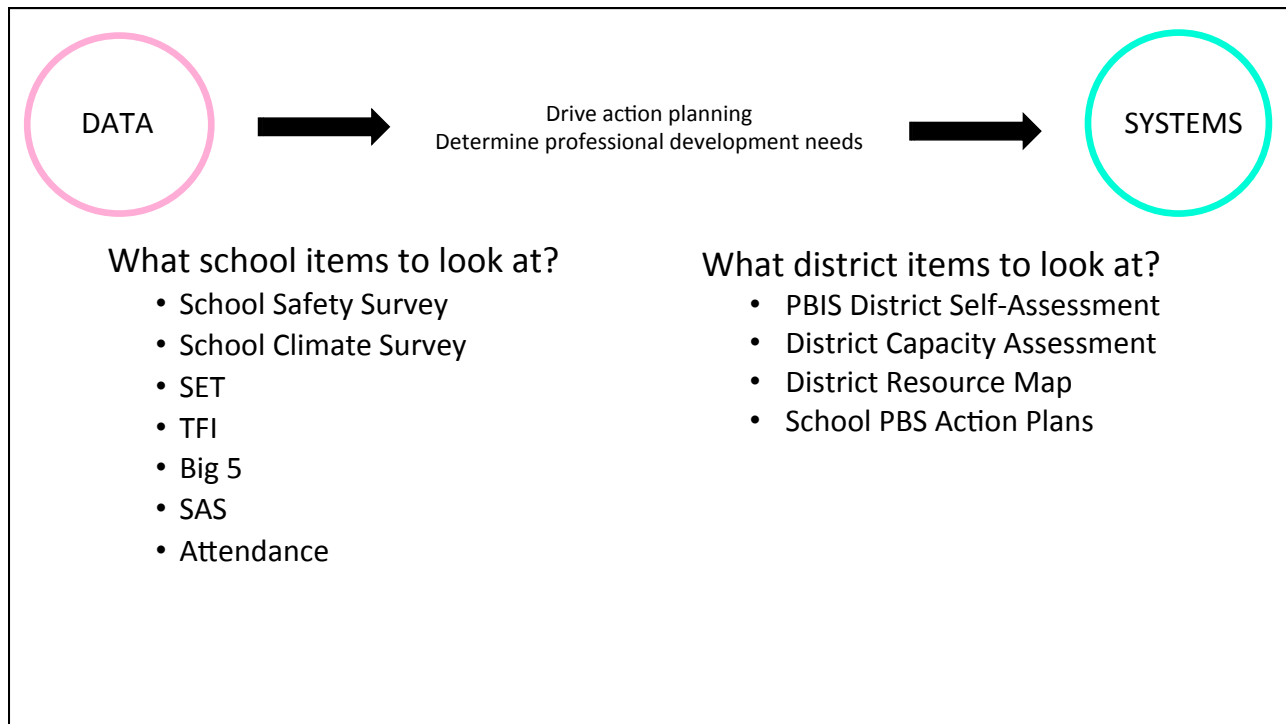 DATA
Drive action planning
Determine professional development needs
SYSTEMS
What school items to look at?
• School Safety Survey
• School Climate Survey
• SET
• TFI
• Big 5
• SAS
• Attendance
What district items to look at?
• PBIS District Self-Assessment
• District Capacity Assessment
• District Resource Map
• School PBS Action Plans